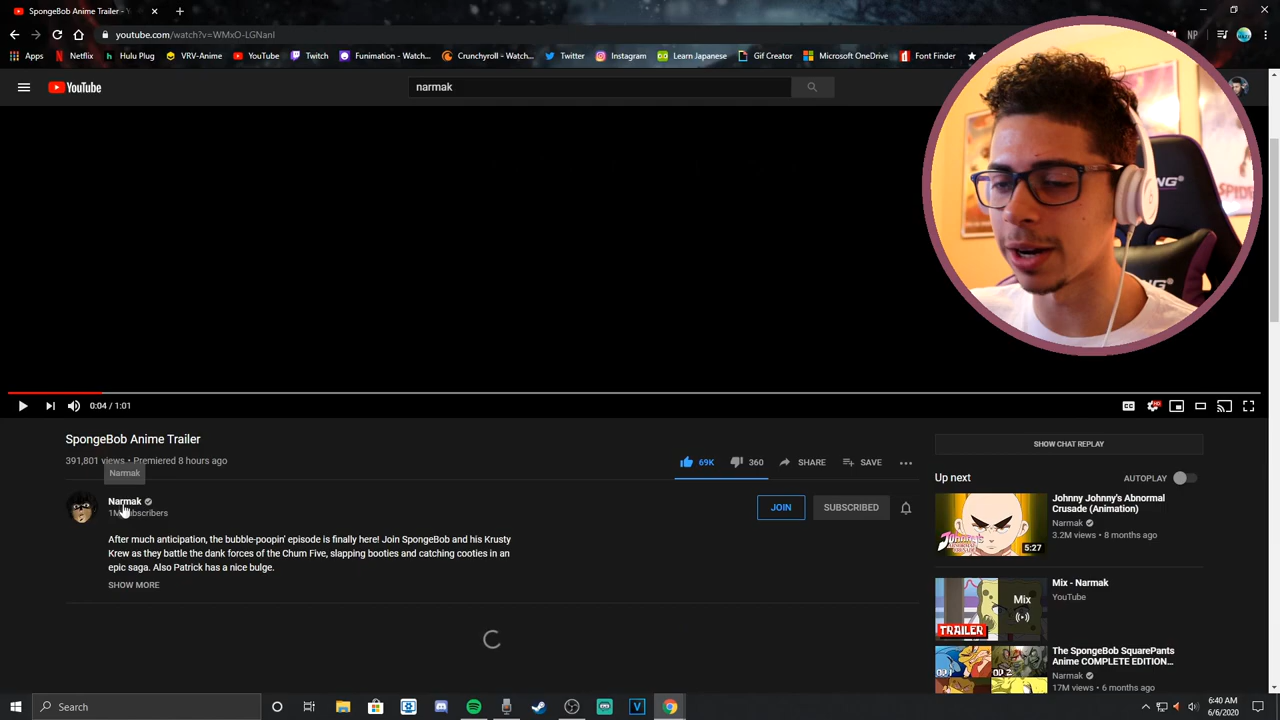 SpongeBob Anime Trailer - Y
youtube.com/watch?v=WMxO-LGNanI
NP
Apps
Netflix
Hulu Plug
VRV-Anime
YouTube
Twitch
Funimation - Watch...
Crunchyroll - Watch...
Twitter
Instagram
Learn Japanese
Gif Creator
Microsoft OneDrive
Font Finder
YouTube
narmak
SPIDE
0:04 / 1:01
CC
HD
SpongeBob Anime Trailer
391,801 views • Premiered 8 hours ago
69K
360
SHARE
SAVE
Narmak
Narmak
subscribers
JOIN
SUBSCRIBED
After much anticipation, the bubble-poopin' episode is finally here! Join SpongeBob and his Krusty
Krew as they battle the dark forces of the Chum Five, slapping booties and catching cooties in an
epic saga. Also Patrick has a nice bulge.
SHOW MORE
SHOW CHAT REPLAY
Up next
AUTOPLAY
5:27
Johnny Johnny's Abnormal
Crusade (Animation)
Narmak
3.2M views • 8 months ago
Mix
TRAILER
Mix - Narmak
YouTube
The SpongeBob SquarePants
Anime COMPLETE EDITION...
Narmak
17M views • 6 months ago
Search
V
6:40 AM
6/6/2020